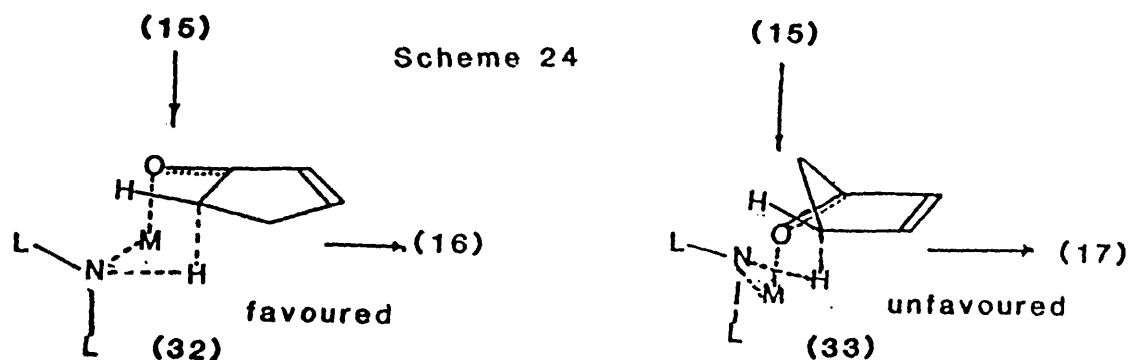 (15)
Scheme 24
(15)
O
H
L
N
M
H
L
(16)
favoured
(32)
H
O
L
N
M
H
L
(17)
unfavoured
(33)